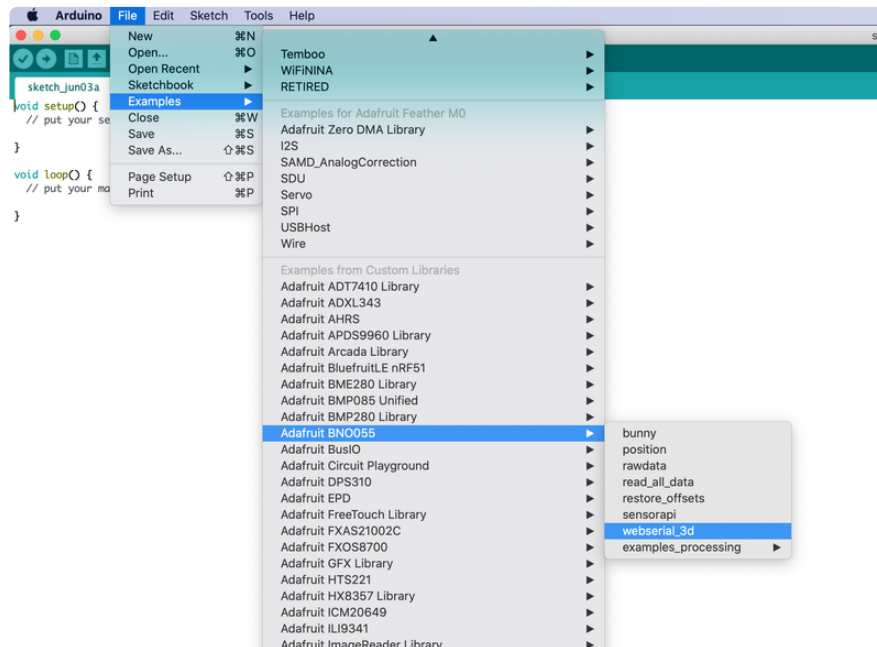 Arduino File Edit Sketch Tools Help
s
sketch_jun03a
void setup() {
// put your se
}
void loop() {
// put your ma
}
New ⌘N
Open... ⌘O
Open Recent ▶
Sketchbook ▶
Examples ▶
Close ⌘W
Save ⌘S
Save As... ⇧⌘S
Page Setup ⇧⌘P
Print ⌘P
Temboo ▶
WiFiNINA ▶
RETIRED ▶
Examples for Adafruit Feather M0
Adafruit Zero DMA Library ▶
I2S ▶
SAMD_AnalogCorrection ▶
SDU ▶
Servo ▶
SPI ▶
USBHost ▶
Wire ▶
Examples from Custom Libraries
Adafruit ADT7410 Library ▶
Adafruit ADXL343 ▶
Adafruit AHRS ▶
Adafruit APDS9960 Library ▶
Adafruit Arcada Library ▶
Adafruit BluefruitLE nRF51 ▶
Adafruit BME280 Library ▶
Adafruit BMP085 Unified ▶
Adafruit BMP280 Library ▶
Adafruit BNO055 ▶
Adafruit BusIO ▶
Adafruit Circuit Playground ▶
Adafruit DPS310 ▶
Adafruit EPD ▶
Adafruit FreeTouch Library ▶
Adafruit FXAS21002C ▶
Adafruit FXOS8700 ▶
Adafruit GFX Library ▶
Adafruit HTS221 ▶
Adafruit HX8357 Library ▶
Adafruit ICM20649 ▶
Adafruit ILI9341 ▶
Adafruit ImageReader Library ▶
bunny
position
rawdata
read_all_data
restore_offsets
sensorapi
webserial_3d
examples_processing ▶